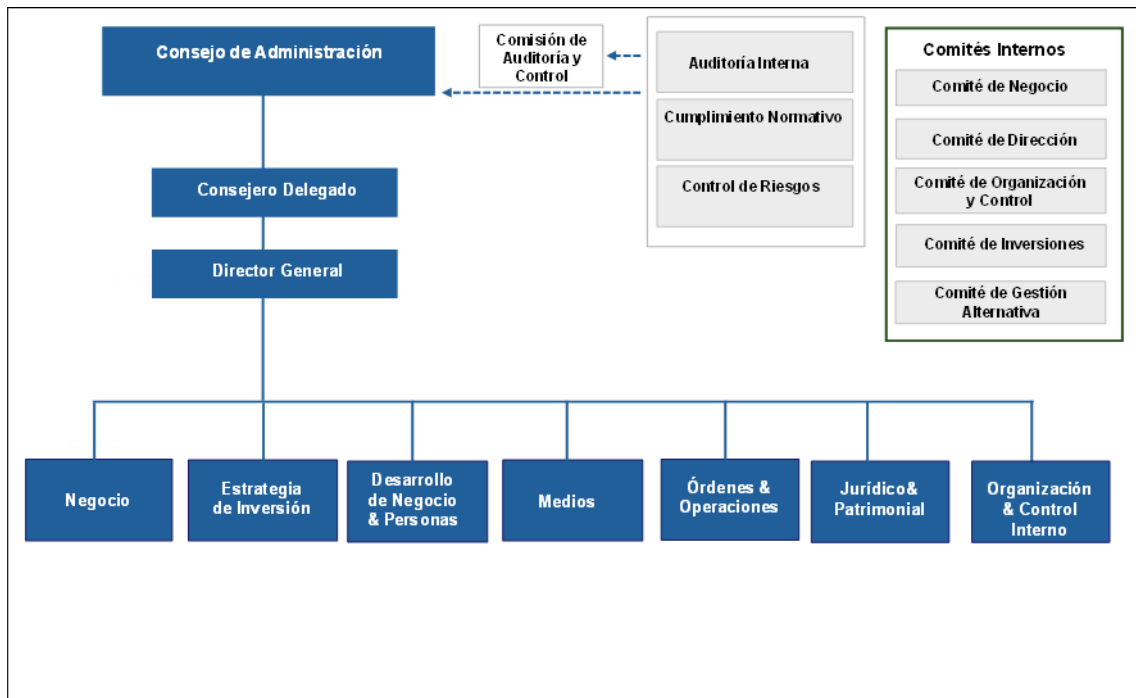 Consejo de Administración
Comisión de
Auditoría y
Control
Auditoría Interna
Cumplimiento Normativo
Control de Riesgos
Comités Internos
Comité de Negocio
Comité de Dirección
Comité de Organización
y Control
Comité de Inversiones
Comité de Gestión
Alternativa
Consejero Delegado
Director General
Negocio
Estrategia
de Inversión
Desarrollo
de Negocio
& Personas
Medios
Órdenes &
Operaciones
Jurídico&
Patrimonial
Organización
& Control
Interno